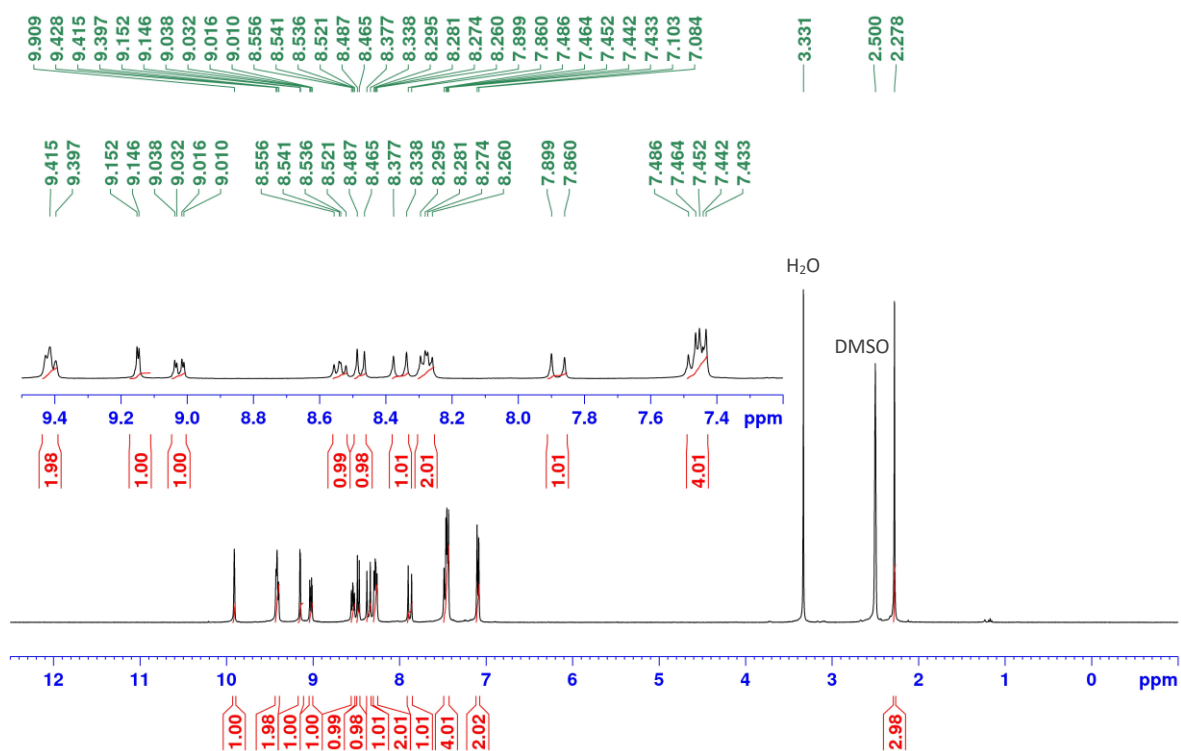 9.909 9.428 9.415 9.397 9.152 9.146 9.038 9.032 9.016 9.010 8.556 8.541 8.536 8.521 8.487 8.465 8.377 8.338 8.295 8.281 8.274 8.260 7.899 7.860 7.486 7.464 7.452 7.442 7.433 7.103 7.084 3.331 2.500 2.278
9.415 9.397 9.152 9.146 9.038 9.032 9.016 9.010 8.556 8.541 8.536 8.521 8.487 8.465 8.377 8.338 8.295 8.281 8.274 8.260 7.899 7.860 7.486 7.464 7.452 7.442 7.433
H₂O
DMSO
9.4 9.2 9.0 8.8 8.6 8.4 8.2 8.0 7.8 7.6 7.4 ppm
1.98 1.00 1.00 0.99 0.98 1.01 2.01 1.01 4.01
12 11 10 9 8 7 6 5 4 3 2 1 0 ppm
1.00 1.98 1.00 1.00 0.99 0.98 1.01 2.01 1.01 4.01 2.02 2.98